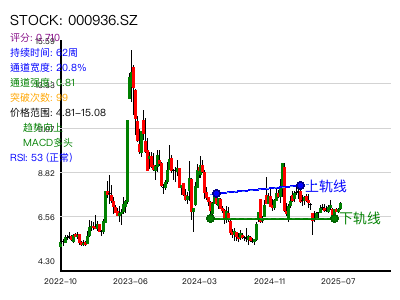 STOCK: 000936.SZ
评分: 0.710
持续时间: 62周
通道宽度: 20.8%
通道强度: 0.81
突破次数: 99
价格范围: 4.81–15.08
趋势向上
MACD多头
RSI: 53 (正常)
8.82
6.56
4.30
上轨线
下轨线
2022-10
2023-06
2024-03
2024-11
2025-07